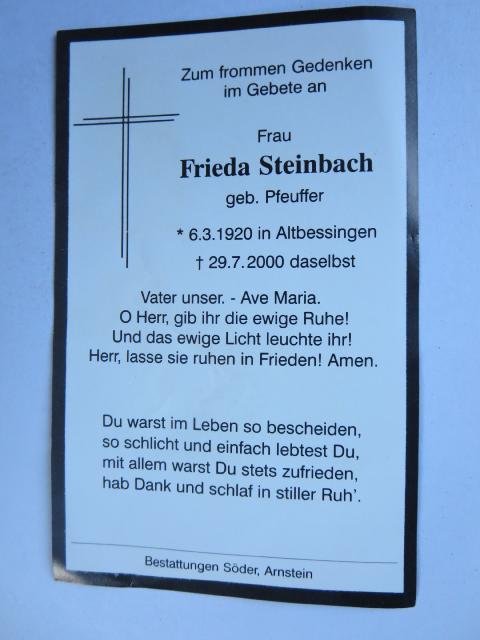 Zum frommen Gedenken
im Gebete an
Frau
Frieda Steinbach
geb. Pfeuffer
* 6.3.1920 in Altbessingen
† 29.7.2000 daselbst
Vater unser. - Ave Maria.
O Herr, gib ihr die ewige Ruhe!
Und das ewige Licht leuchte ihr!
Herr, lasse sie ruhen in Frieden! Amen.
Du warst im Leben so bescheiden,
so schlicht und einfach lebtest Du,
mit allem warst Du stets zufrieden,
hab Dank und schlaf in stiller Ruh'.
Bestattungen Söder, Arnstein